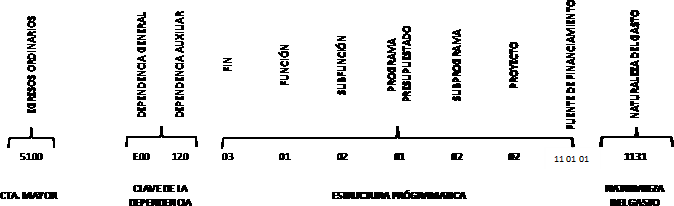 EGRESOS ORDINARIOS
DEPENDENCIA GENERAL
DEPENDENCIA AUXILIAR
FIN
FUNCIÓN
SUBFUNCIÓN
PROGRAMA
PRESUPUESTADO
SUBPROGRAMA
PROYECTO
FUENTE DE FINANCIAMIENTO
NATURALEZA DEL GASTO
5100 E00 120 03 01 02 01 02 02 11 01 01 1131
CTA. MAYOR
CLAVE DE LA
DEPENDENCIA
ESTRUCTURA PRÓGRAMATICA
NATURALEZA
DEL GASTO